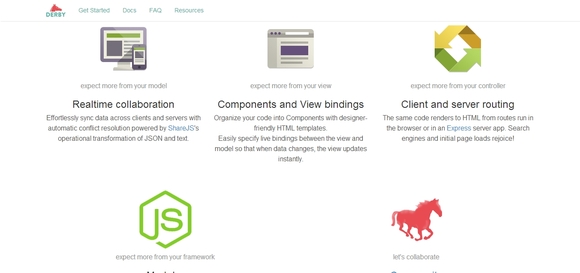 DERBY
Get Started Docs FAQ Resources
expect more from your model
Realtime collaboration
Effortlessly sync data across clients and servers with
automatic conflict resolution powered by ShareJS's
operational transformation of JSON and text.
expect more from your view
Components and View bindings
Organize your code into Components with designer-
friendly HTML templates.
Easily specify live bindings between the view and
model so that when data changes, the view updates
instantly.
expect more from your controller
Client and server routing
The same code renders to HTML from routes run in
the browser or in an Express server app. Search
engines and initial page loads rejoice!
JS
expect more from your framework
let's collaborate